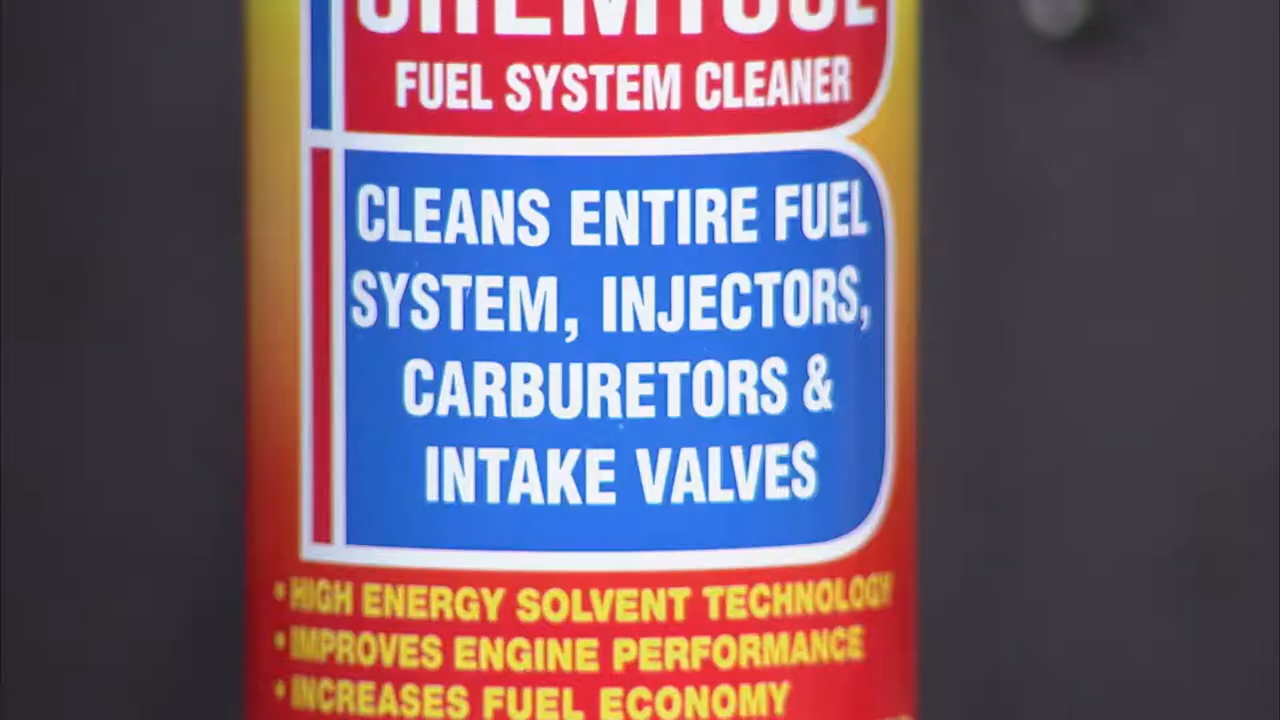 CHEMTOOL
FUEL SYSTEM CLEANER
CLEANS ENTIRE FUEL
SYSTEM, INJECTORS,
CARBURETORS &
INTAKE VALVES
• HIGH ENERGY SOLVENT TECHNOLOGY
• IMPROVES ENGINE PERFORMANCE
• INCREASES FUEL ECONOMY